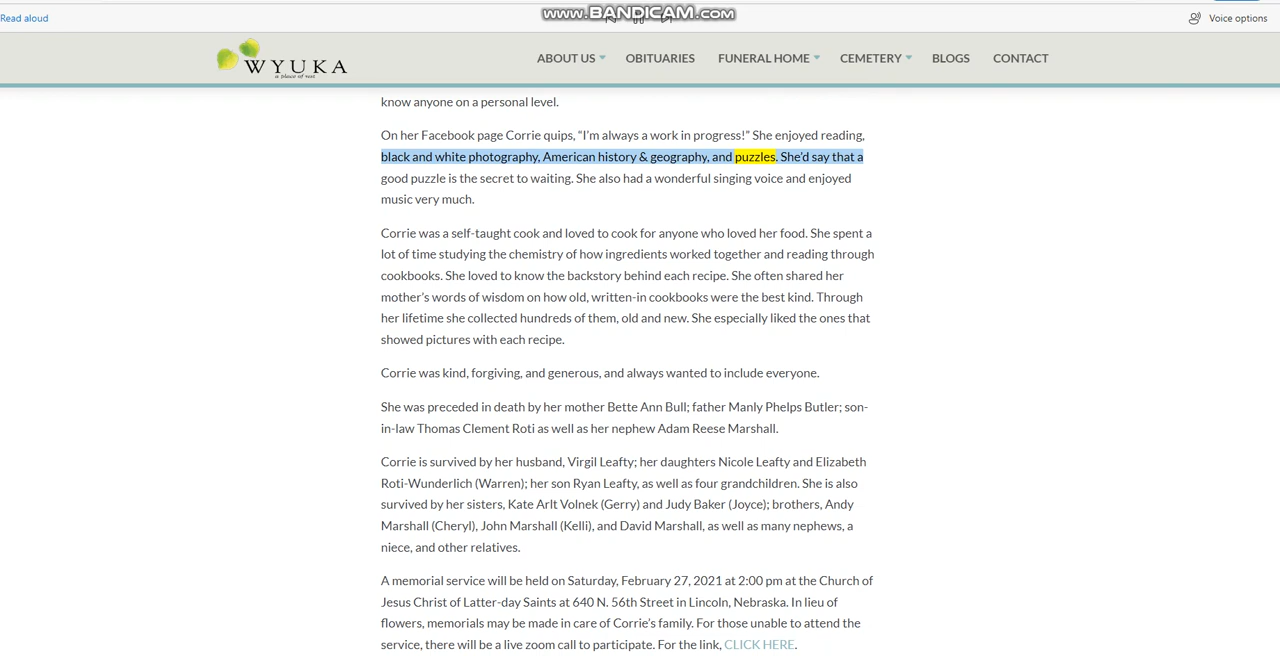 www.BANDICAM.com
Read aloud
Voice options
WYUKA
a place of rest
ABOUT US
OBITUARIES
FUNERAL HOME
CEMETERY
BLOGS
CONTACT
know anyone on a personal level.
On her Facebook page Corrie quips, “I’m always a work in progress!” She enjoyed reading,
black and white photography, American history & geography, and puzzles. She’d say that a
good puzzle is the secret to waiting. She also had a wonderful singing voice and enjoyed
music very much.
Corrie was a self-taught cook and loved to cook for anyone who loved her food. She spent a
lot of time studying the chemistry of how ingredients worked together and reading through
cookbooks. She loved to know the backstory behind each recipe. She often shared her
mother’s words of wisdom on how old, written-in cookbooks were the best kind. Through
her lifetime she collected hundreds of them, old and new. She especially liked the ones that
showed pictures with each recipe.
Corrie was kind, forgiving, and generous, and always wanted to include everyone.
She was preceded in death by her mother Bette Ann Bull; father Manly Phelps Butler; son-
in-law Thomas Clement Roti as well as her nephew Adam Reese Marshall.
Corrie is survived by her husband, Virgil Leafty; her daughters Nicole Leafty and Elizabeth
Roti-Wunderlich (Warren); her son Ryan Leafty, as well as four grandchildren. She is also
survived by her sisters, Kate Arlt Volnek (Gerry) and Judy Baker (Joyce); brothers, Andy
Marshall (Cheryl), John Marshall (Kelli), and David Marshall, as well as many nephews, a
niece, and other relatives.
A memorial service will be held on Saturday, February 27, 2021 at 2:00 pm at the Church of
Jesus Christ of Latter-day Saints at 640 N. 56th Street in Lincoln, Nebraska. In lieu of
flowers, memorials may be made in care of Corrie’s family. For those unable to attend the
service, there will be a live zoom call to participate. For the link, CLICK HERE.